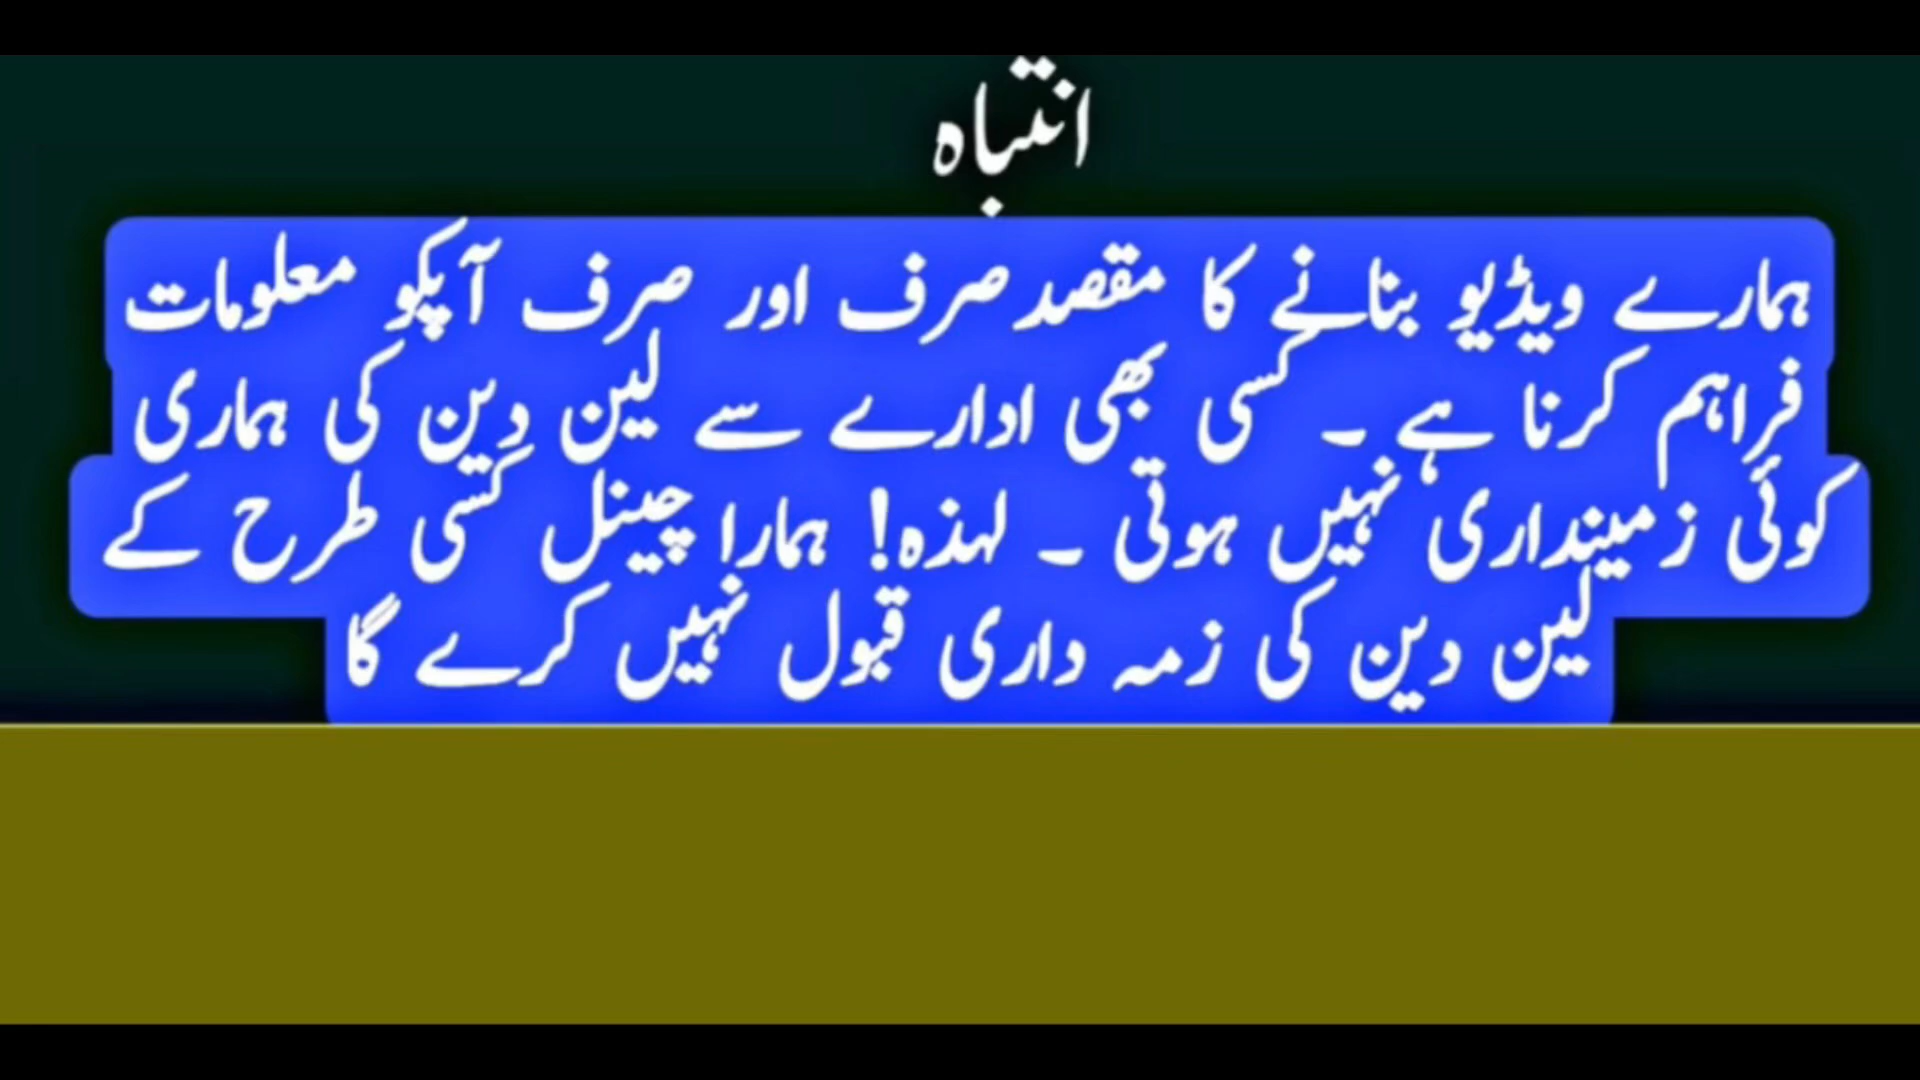 انتباہ
ہمارے ویڈیو بنانے کا مقصد صرف اور صرف آپکو معلومات
فراہم کرنا ہے ۔ کسی بھی ادارے سے لین دین کی ہماری
کوئی زمینداری نہیں ہوتی ۔ لہذہ! ہمارا چینل کسی طرح کے
لین دین کی زمہ داری قبول نہیں کرے گا